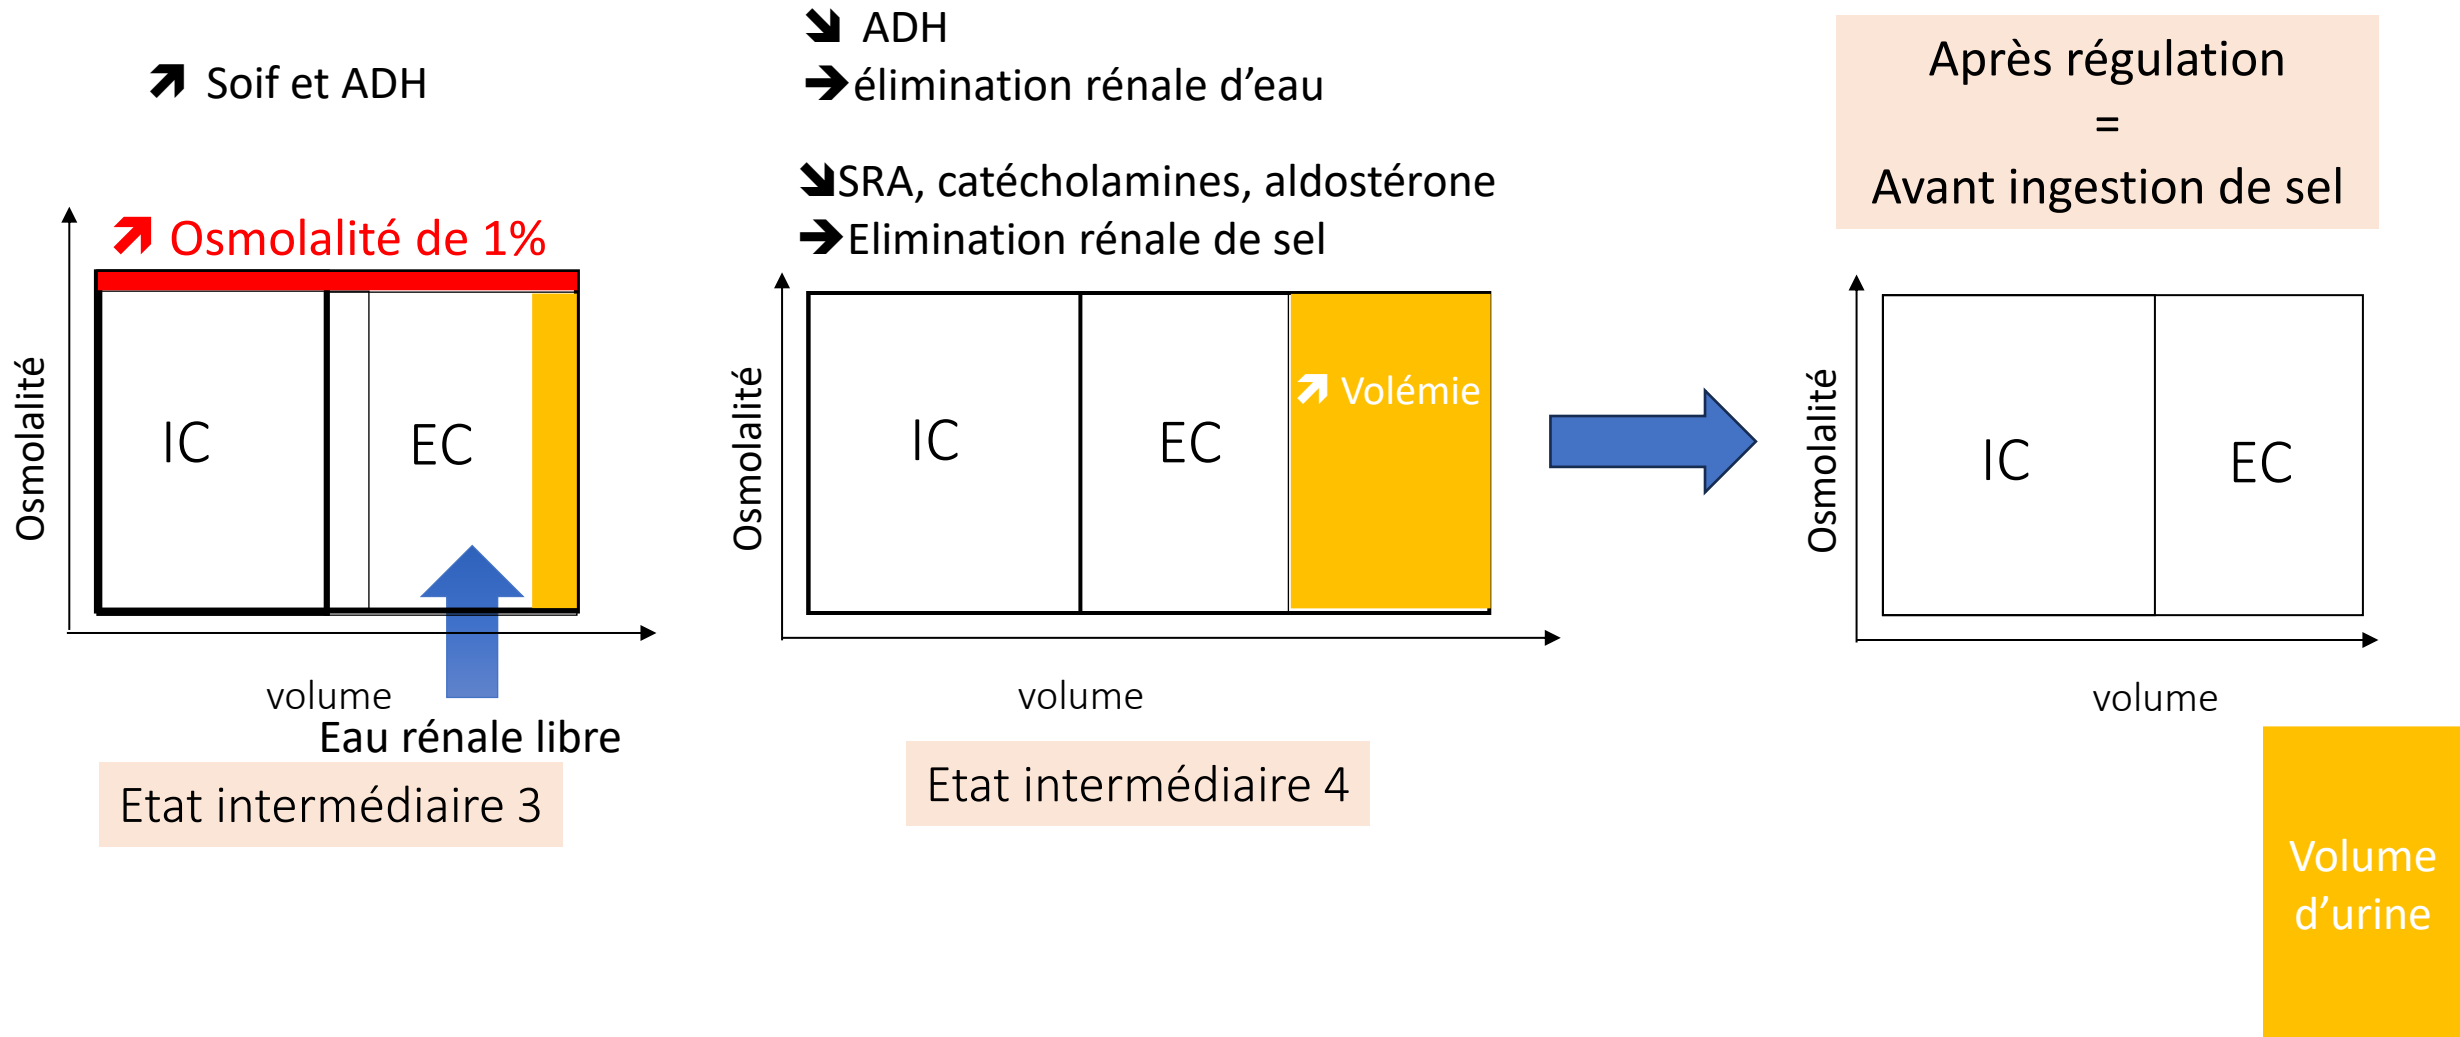 ↗ Soif et ADH
↗ Osmolalité de 1%
Osmolalité
IC
EC
volume
Eau rénale libre
Etat intermédiaire 3
↘ ADH
➔élimination rénale d’eau
↘SRA, catécholamines, aldostérone
➔Elimination rénale de sel
Osmolalité
IC
EC
↗ Volémie
volume
Etat intermédiaire 4
Après régulation
=
Avant ingestion de sel
Osmolalité
IC
EC
volume
Volume
d’urine